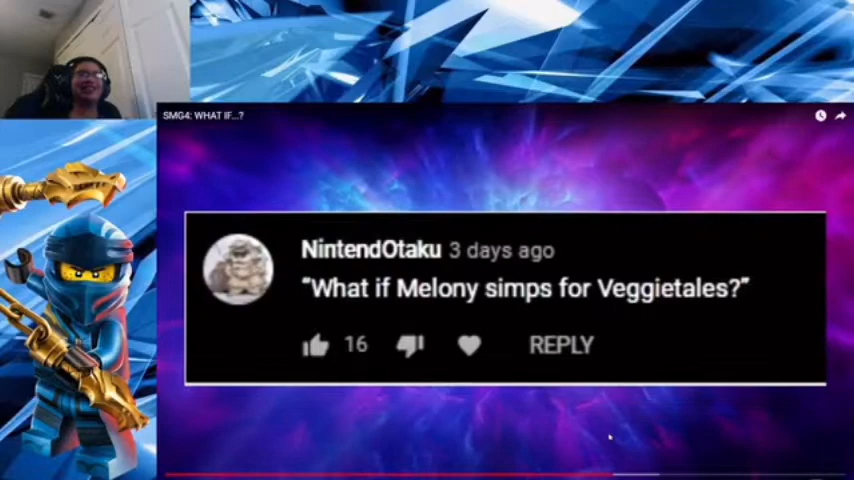 SMG4: WHAT IF...?
NintendOtaku 3 days ago
"What if Melony simps for Veggietales?"
16 REPLY